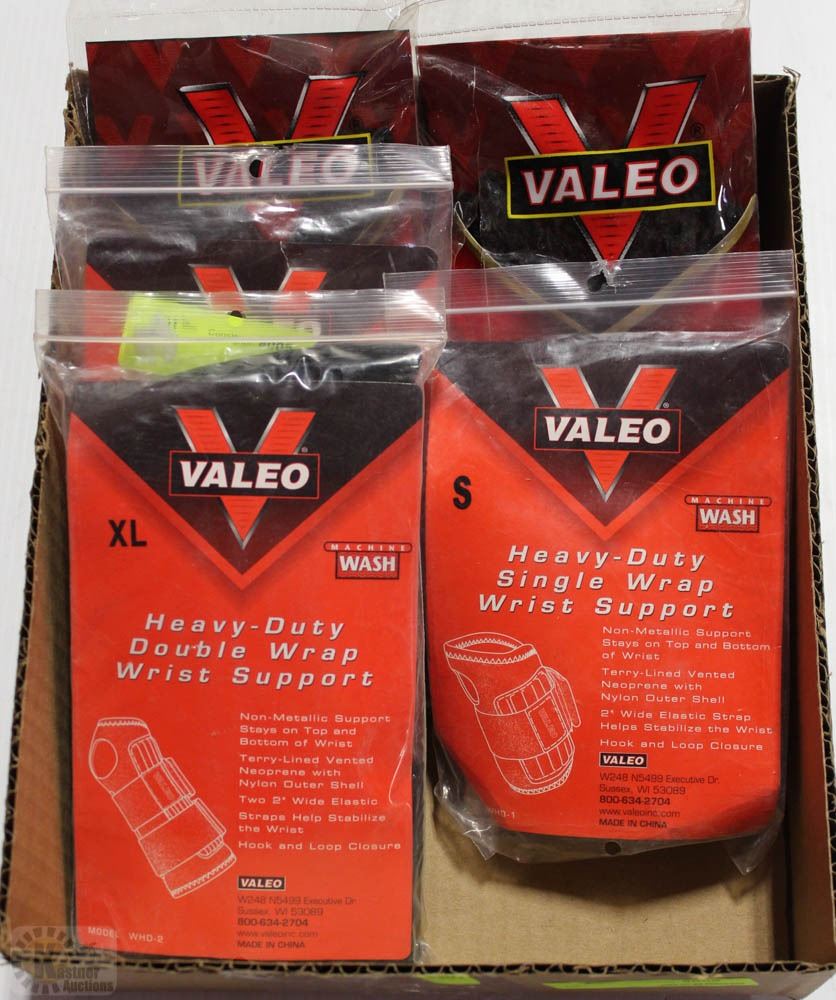 VALEO
VALEO
VALEO
XL
MACHINE
WASH
Heavy-Duty
Double Wrap
Wrist Support
Non-Metallic Support
Stays on Top and
Bottom of Wrist
Terry-Lined Vented
Neoprene with
Nylon Outer Shell
Two 2" Wide Elastic
Straps Help Stabilize
the Wrist
Hook and Loop Closure
VALEO
W248 N5499 Executive Dr.
Sussex, WI 53089
800-634-2704
www.valeoinc.com
MADE IN CHINA
MODEL WHD-2
VALEO
S
MACHINE
WASH
Heavy-Duty
Single Wrap
Wrist Support
Non-Metallic Support
Stays on Top and Bottom
of Wrist
Terry-Lined Vented
Neoprene with
Nylon Outer Shell
2" Wide Elastic Strap
Helps Stabilize the Wrist
Hook and Loop Closure
VALEO
W248 N5499 Executive Dr.
Sussex, WI 53089
800-634-2704
www.valeoinc.com
MADE IN CHINA
WHD-1
Kastner
Auctions